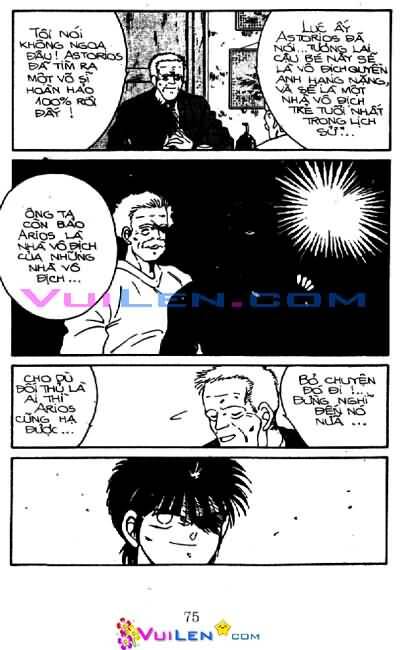 TÔI NÓI
KHÔNG NGOA
ĐÂU! ASTORIOS
ĐÃ TÌM RA
MỘT VÕ SĨ
HOÀN HẢO
100% RỒI
ĐẤY!
LÚC ẤY
ASTORIOS ĐÃ
NÓI...TƯƠNG LAI
CẬU BÉ NÀY SẼ
LÀ VÔ ĐỊCH QUYỀN
ANH HẠNG NẶNG,
VÀ SẼ LÀ MỘT
NHÀ VÔ ĐỊCH
TRẺ TUỔI NHẤT
TRONG LỊCH
SỬ...
ÔNG TA
CÒN BẢO
ARIOS LÀ
NHÀ VÔ ĐỊCH
CỦA NHỮNG
NHÀ VÔ
ĐỊCH...
VUILEN.COM
CHO DÙ
ĐỐI THỦ LÀ
AI THÌ
ARIOS
CŨNG HẠ
ĐƯỢC...
BỎ CHUYỆN
ĐÓ ĐI!...
ĐỪNG NGHĨ
ĐẾN NÓ
NỮA...
75
VUILEN.COM